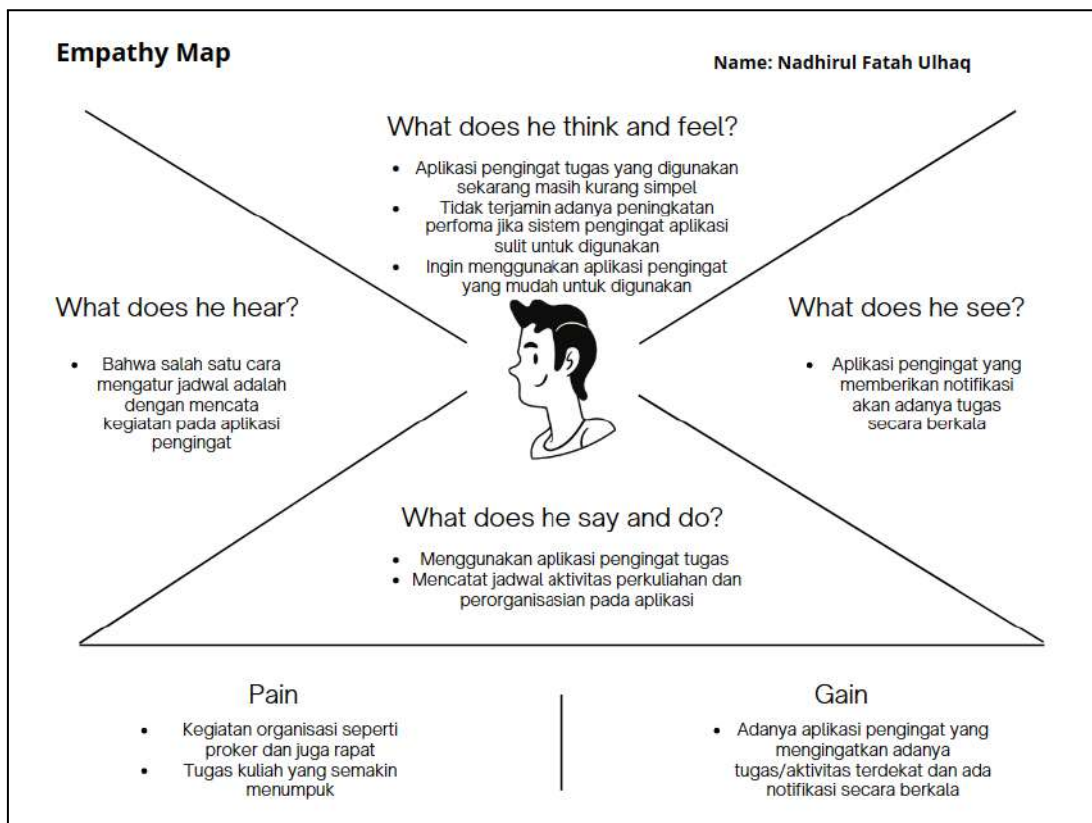 Empathy Map
Name: Nadhirul Fatah Ulhaq
What does he think and feel?
• Aplikasi pengingat tugas yang digunakan
sekarang masih kurang simpel
• Tidak terjamin adanya peningkatan
perfoma jika sistem pengingat aplikasi
sulit untuk digunakan
• Ingin menggunakan aplikasi pengingat
yang mudah untuk digunakan
What does he hear?
• Bahwa salah satu cara
mengatur jadwal adalah
dengan mencata
kegiatan pada aplikasi
pengingat
What does he see?
• Aplikasi pengingat yang
memberikan notifikasi
akan adanya tugas
secara berkala
What does he say and do?
• Menggunakan aplikasi pengingat tugas
• Mencatat jadwal aktivitas perkuliahan dan
perorganisasian pada aplikasi
Pain
• Kegiatan organisasi seperti
proker dan juga rapat
• Tugas kuliah yang semakin
menumpuk
Gain
• Adanya aplikasi pengingat yang
mengingatkan adanya
tugas/aktivitas terdekat dan ada
notifikasi secara berkala